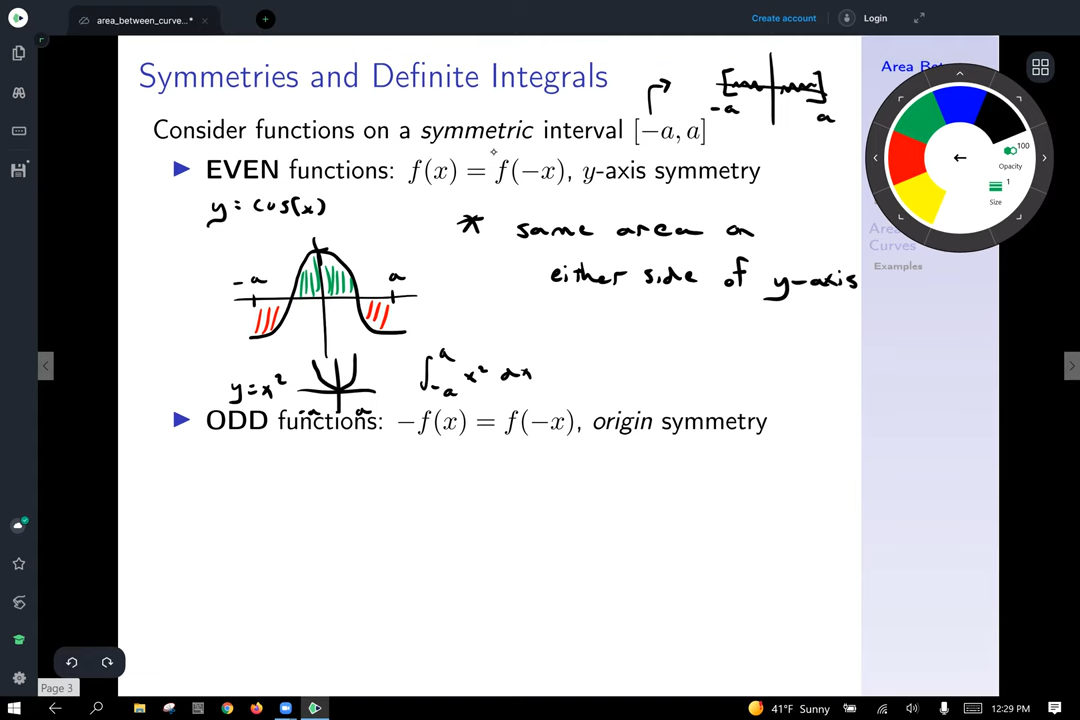 area_between_curve...*
Create account
Login
Symmetries and Definite Integrals
Area Be
-a
a
Consider functions on a symmetric interval [−a, a]
100
Opacity
1
Size
▶ EVEN functions: f(x) = f(−x), y-axis symmetry
y = cos(x)
* same area on
Area
Curves
either side of y-axis
Examples
-a
a
y=x²
∫_{-a}^{a} x² dx
-a
a
▶ ODD functions: −f(x) = f(−x), origin symmetry
Page 3
41°F Sunny
12:29 PM